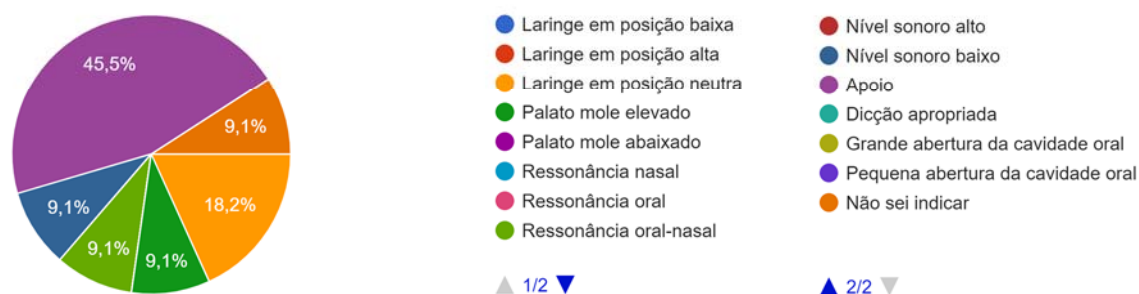 45,5%
9,1%
18,2%
9,1%
9,1%
9,1%
Laringe em posição baixa
Laringe em posição alta
Laringe em posição neutra
Palato mole elevado
Palato mole abaixado
Ressonância nasal
Ressonância oral
Ressonância oral-nasal
1/2
Nível sonoro alto
Nível sonoro baixo
Apoio
Dicção apropriada
Grande abertura da cavidade oral
Pequena abertura da cavidade oral
Não sei indicar
2/2